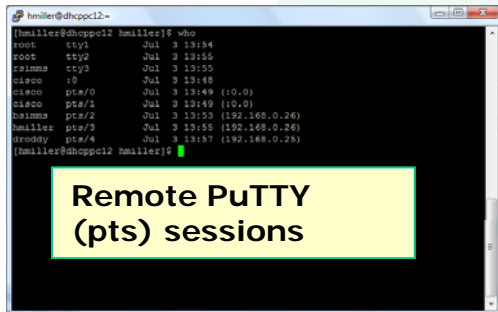 hmiller@dhcppc12:~
[hmiller@dhcppc12 hmiller]$ who
root     tty1         Jul  3 13:54
root     tty2         Jul  3 13:55
rsimms   tty3         Jul  3 13:55
cisco    :0           Jul  3 13:48
cisco    pts/0        Jul  3 13:49 (:0.0)
cisco    pts/1        Jul  3 13:49 (:0.0)
bsimms   pts/2        Jul  3 13:53 (192.168.0.26)
hmiller  pts/3        Jul  3 13:55 (192.168.0.26)
droddy   pts/4        Jul  3 13:57 (192.168.0.25)
[hmiller@dhcppc12 hmiller]$
Remote PuTTY
(pts) sessions